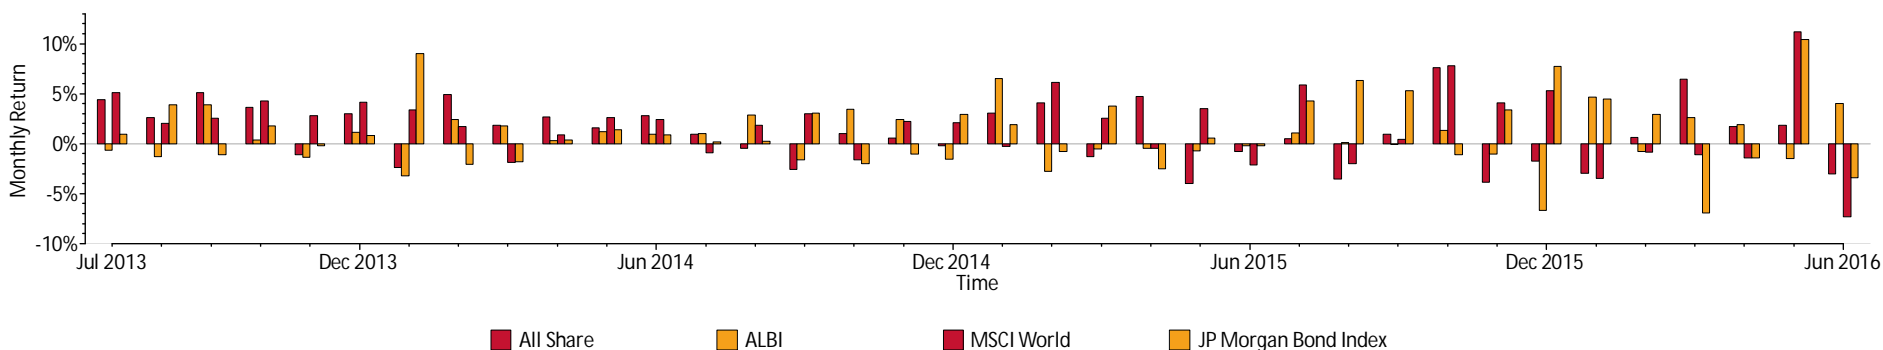 10%
5%
0%
-5%
-10%
Monthly Return
Jul 2013 Dec 2013 Jun 2014 Dec 2014 Jun 2015 Dec 2015 Jun 2016
Time
All Share ALBI MSCI World JP Morgan Bond Index